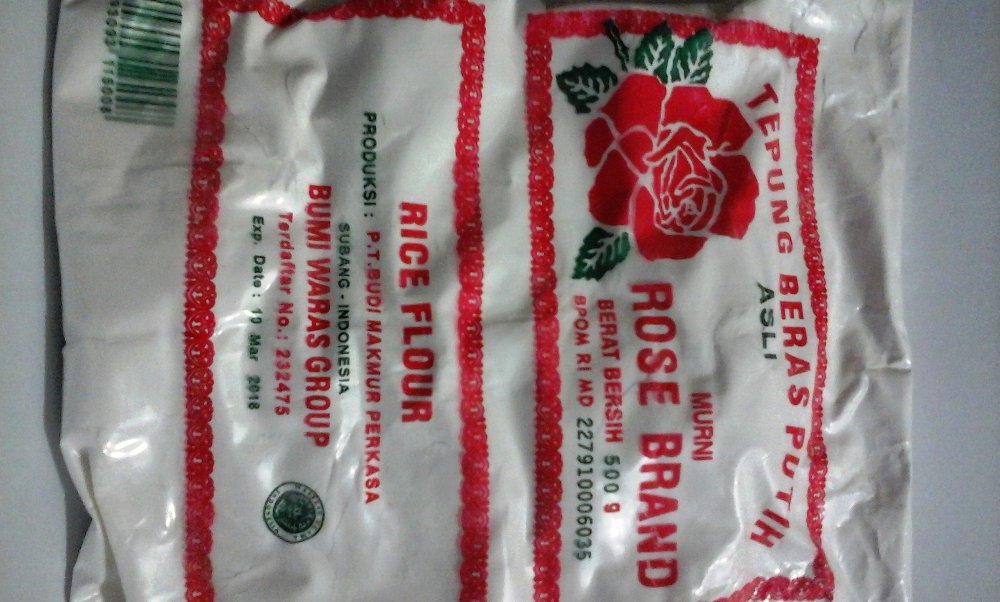 TEPUNG BERAS PUTIH
ASLI
MURNI
ROSE BRAND
BERAT BERSIH 500 g
BPOM RI MD 227910006035
RICE FLOUR
PRODUKSI : P.T.BUDI MAKMUR PERKASA
SUBANG - INDONESIA
BUMI WARAS GROUP
Terdaftar No.: 232475
Exp. Date : 10 Mar 2018